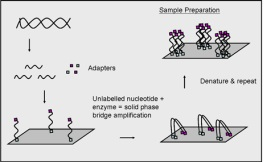 Sample Preparation
Adapters
Unlabelled nucleotide +
enzyme = solid phase
bridge amplification
Denature & repeat